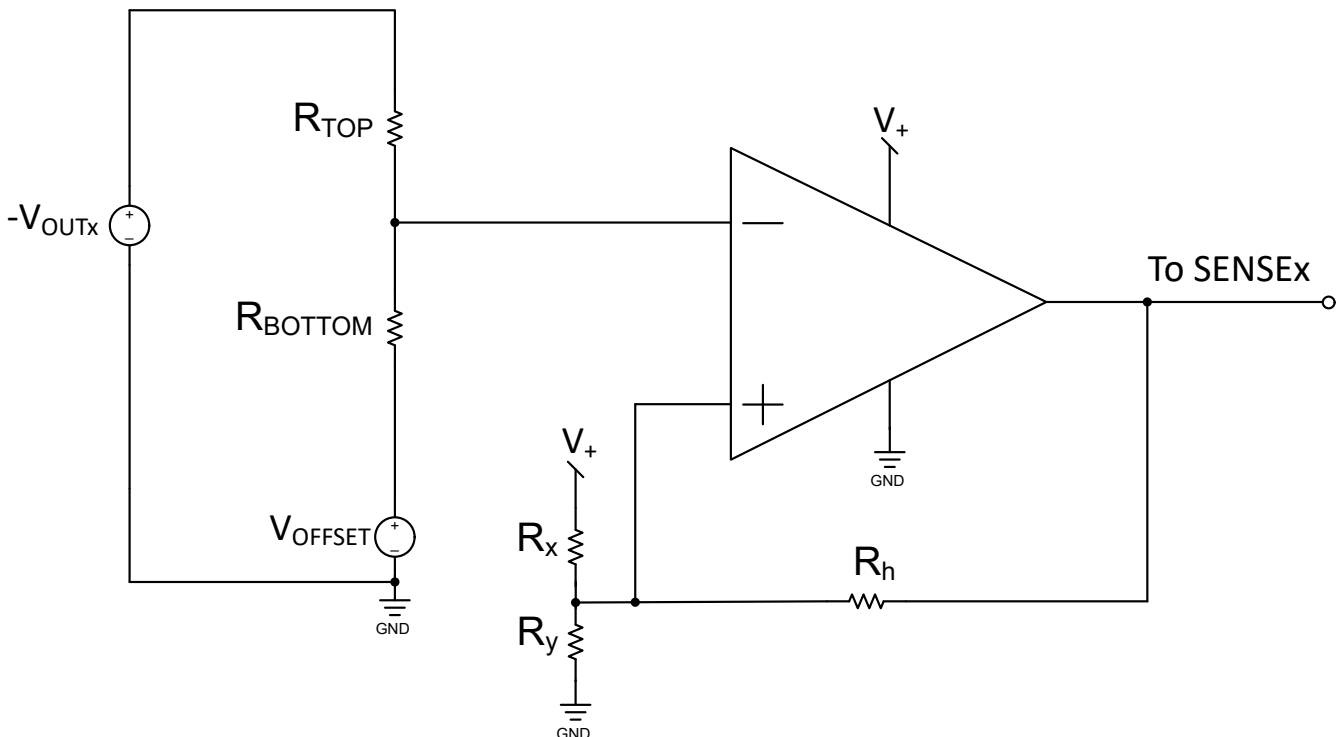 R_TOP
V+
-V_OUTx
+
−
−
To SENSEx
R_BOTTOM
+
V+
GND
V_OFFSET
+
−
R_x
R_h
GND
R_y
GND